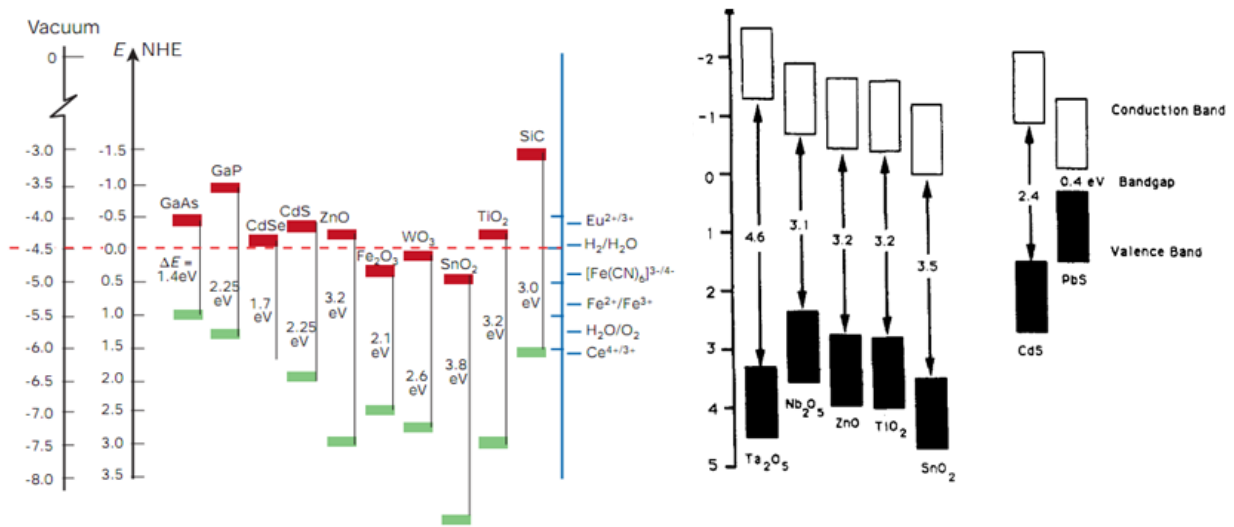 Vacuum
E NHE
0
-3.0
-3.5
-4.0
-4.5
-5.0
-5.5
-6.0
-6.5
-7.0
-7.5
-8.0
-1.5
-1.0
-0.5
0.0
0.5
1.0
1.5
2.0
2.5
3.0
3.5
GaAs
ΔE =
1.4eV
GaP
2.25
eV
CdSe
1.7
eV
CdS
2.25
eV
ZnO
3.2
eV
Fe₂O₃
2.1
eV
WO₃
2.6
eV
SnO₂
3.8
eV
TiO₂
3.2
eV
SiC
3.0
eV
Eu²⁺/³⁺
H₂/H₂O
[Fe(CN)₆]³⁻/⁴⁻
Fe²⁺/Fe³⁺
H₂O/O₂
Ce⁴⁺/³⁺
-2
-1
0
1
2
3
4
5
4.6
Ta₂O₅
3.1
Nb₂O₅
3.2
ZnO
3.2
TiO₂
3.5
SnO₂
2.4
CdS
0.4 eV
PbS
Conduction Band
Bandgap
Valence Band